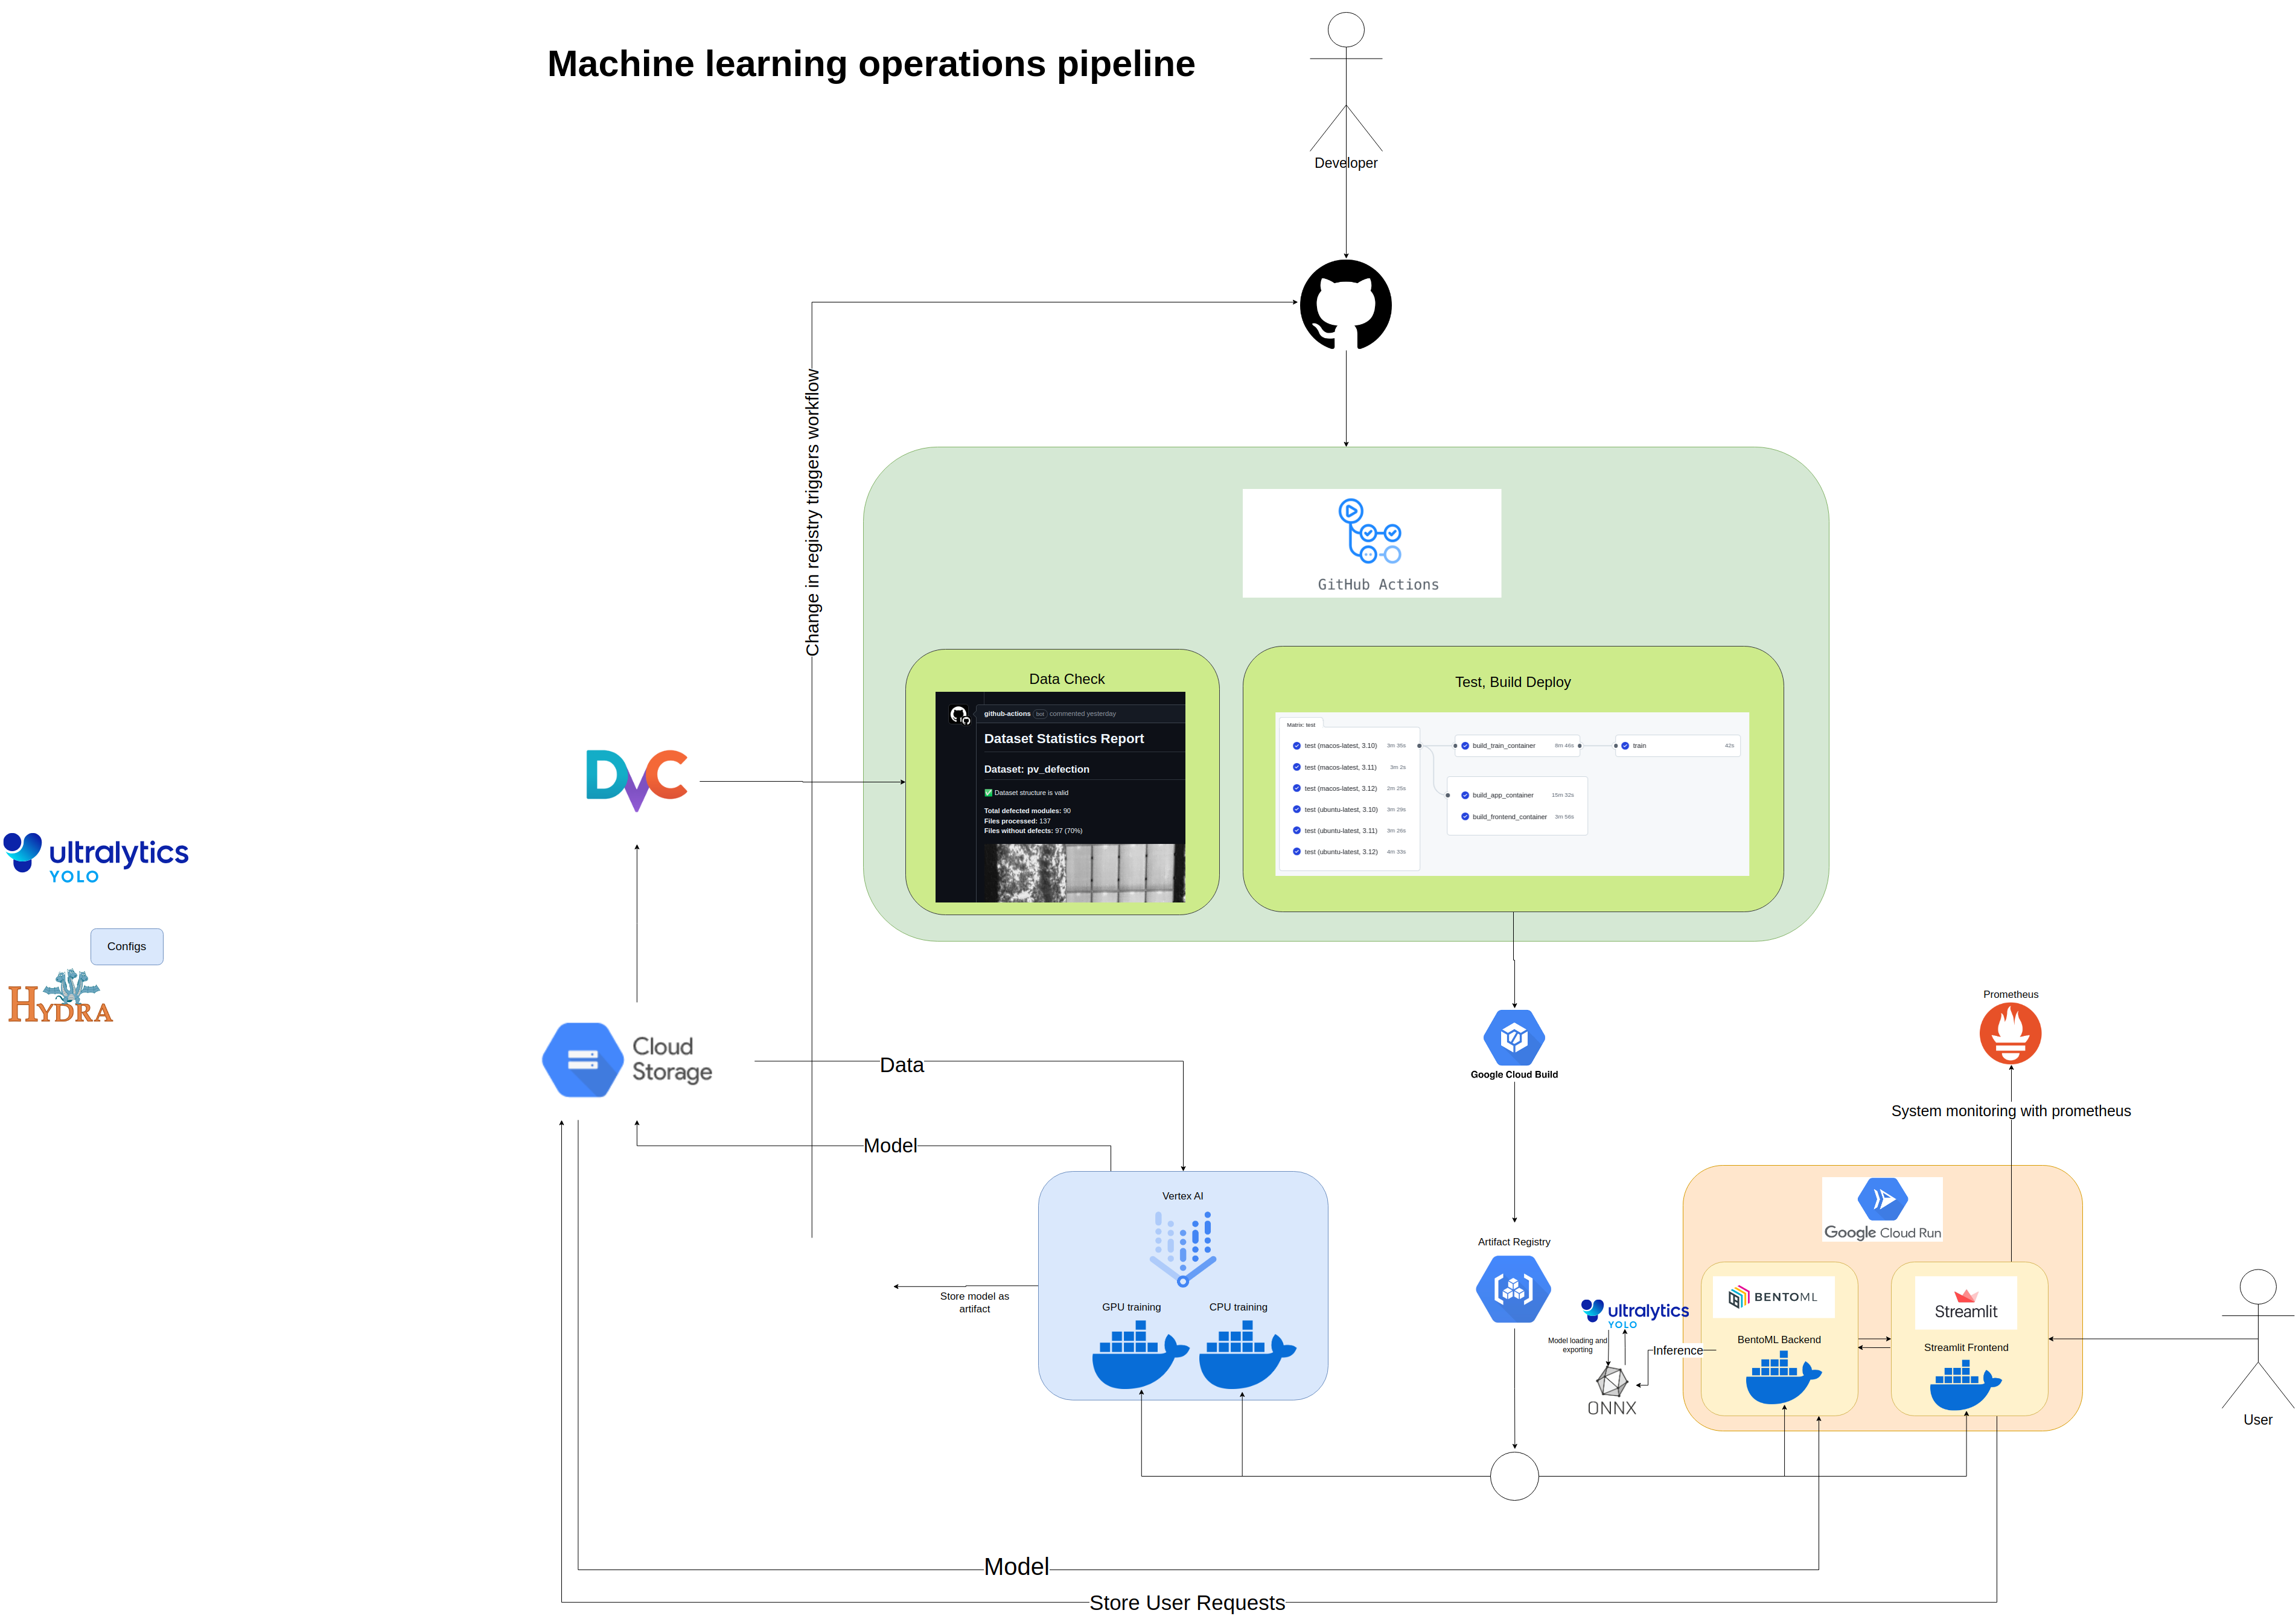 Machine learning operations pipeline
Developer
Change in registry triggers workflow
GitHub Actions
Data Check
github-actions bot commented yesterday
Dataset Statistics Report
Dataset: pv_defection
Dataset structure is valid
Total defected modules: 90
Files processed: 137
Files without defects: 97 (70%)
Test, Build Deploy
Matrix: test
test (macos-latest, 3.10) 3m 35s
test (macos-latest, 3.11) 3m 2s
test (macos-latest, 3.12) 2m 25s
test (ubuntu-latest, 3.10) 3m 29s
test (ubuntu-latest, 3.11) 3m 26s
test (ubuntu-latest, 3.12) 4m 33s
build_train_container 6m 46s
train 42s
build_app_container 15m 32s
build_frontend_container 3m 56s
DVC
ultralytics
YOLO
Configs
HYDRA
Cloud
Storage
Data
Model
Google Cloud Build
Prometheus
System monitoring with prometheus
Vertex AI
GPU training
CPU training
Store model as
artifact
Artifact Registry
ultralytics
YOLO
Model loading and
exporting
ONNX
Inference
Google Cloud Run
BENTOML
BentoML Backend
Streamlit
Streamlit Frontend
User
Model
Store User Requests